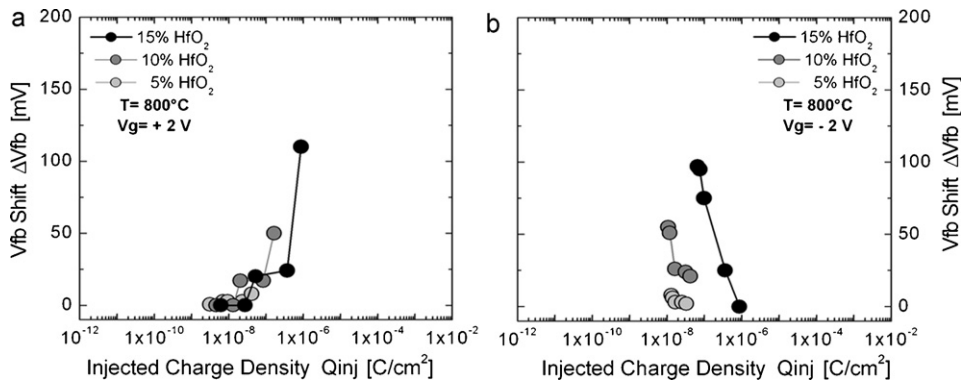 a
200
150
100
50
0
Vfb Shift ΔVfb [mV]
15% HfO₂
10% HfO₂
5% HfO₂
T= 800°C
Vg= + 2 V
1x10⁻¹² 1x10⁻¹⁰ 1x10⁻⁸ 1x10⁻⁶ 1x10⁻⁴ 1x10⁻²
Injected Charge Density Qinj [C/cm²]
b
15% HfO₂
10% HfO₂
5% HfO₂
T= 800°C
Vg= - 2 V
200
150
100
50
0
Vfb Shift ΔVfb [mV]
1x10⁻¹² 1x10⁻¹⁰ 1x10⁻⁸ 1x10⁻⁶ 1x10⁻⁴ 1x10⁻²
Injected Charge Density Qinj [C/cm²]